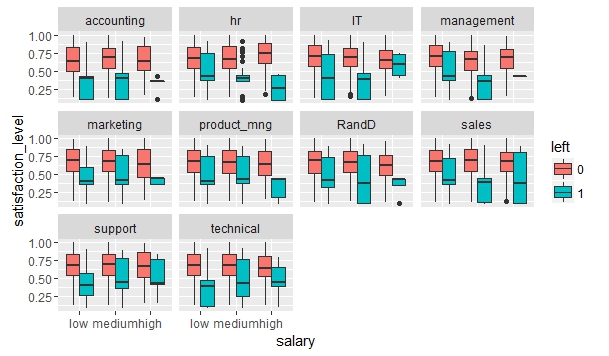 accounting hr IT management
1.00
0.75
0.50
0.25
marketing product_mng RandD sales
1.00
0.75
0.50
0.25
support technical
1.00
0.75
0.50
0.25
low mediumhigh low mediumhigh
salary
satisfaction_level
left
0
1